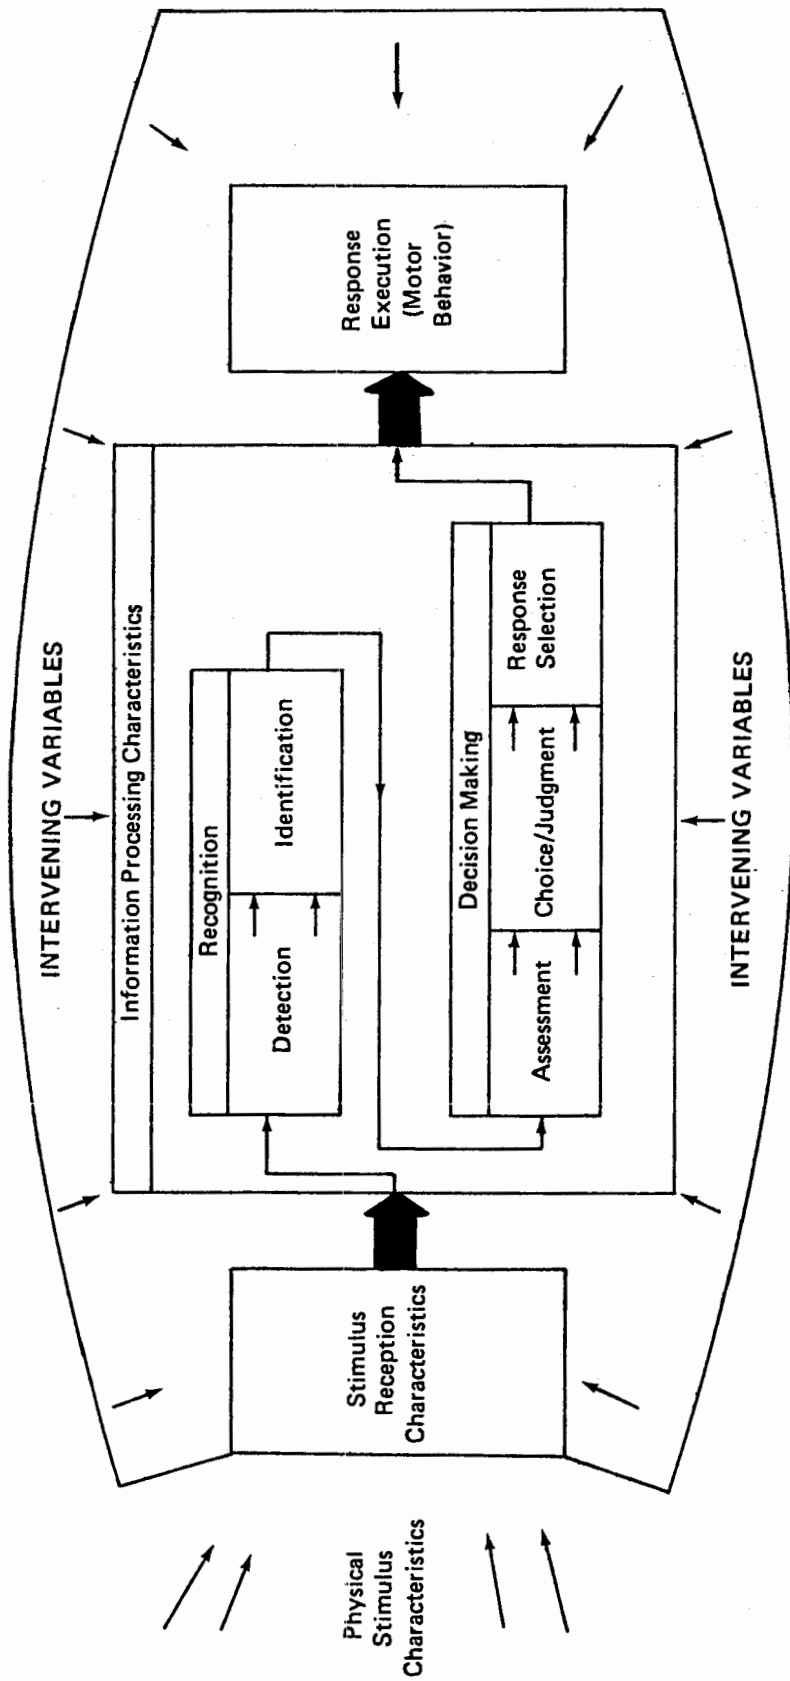 INTERVENING VARIABLES
Information Processing Characteristics
Physical
Stimulus
Characteristics
Stimulus
Reception
Characteristics
Recognition
Detection
Identification
Decision Making
Assessment
Choice/Judgment
Response
Selection
Response
Execution
(Motor
Behavior)
INTERVENING VARIABLES